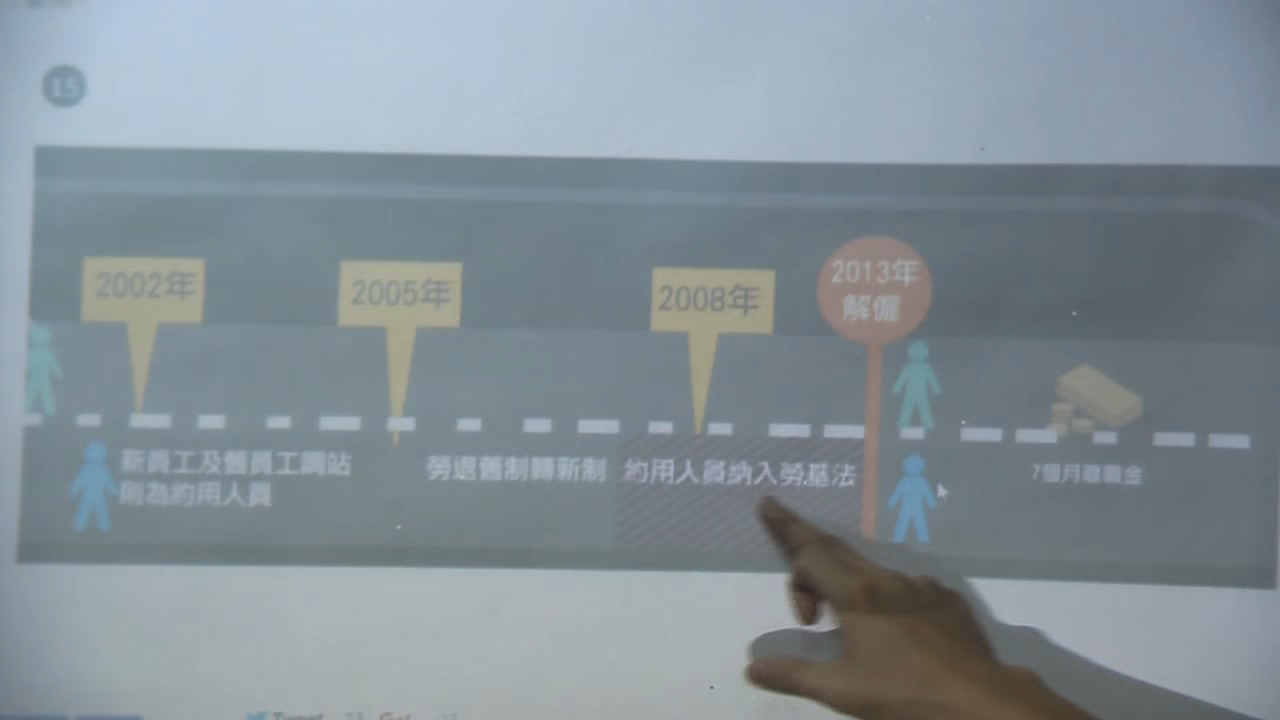 15
2002年
2005年
2008年
2013年
解僱
新員工及舊員工調站
則為約用人員
勞退舊制轉新制
約用人員納入勞基法
7個月離職金
Tweet